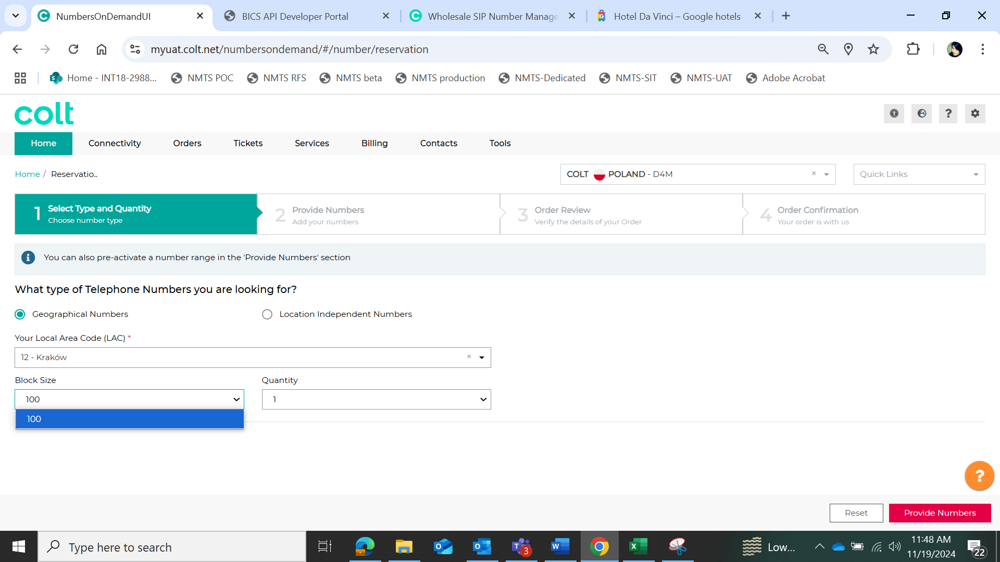 NumbersOnDemandUI
BICS API Developer Portal
Wholesale SIP Number Manage
Hotel Da Vinci – Google hotels
myuat.colt.net/numbersondemand/#/number/reservation
Home - INT18-2988...
NMTS POC
NMTS RFS
NMTS beta
NMTS production
NMTS-Dedicated
NMTS-SIT
NMTS-UAT
Adobe Acrobat
colt
?
Home
Connectivity
Orders
Tickets
Services
Billing
Contacts
Tools
Home / Reservatio..
COLT POLAND - D4M
×
Quick Links
1 Select Type and Quantity
Choose number type
2 Provide Numbers
Add your numbers
3 Order Review
Verify the details of your Order
4 Order Confirmation
Your order is with us
You can also pre-activate a number range in the 'Provide Numbers' section
What type of Telephone Numbers you are looking for?
Geographical Numbers
Location Independent Numbers
Your Local Area Code (LAC) *
12 - Kraków
×
Block Size
Quantity
100
1
100
?
Reset
Provide Numbers
Type here to search
3
Low...
11:48 AM
11/19/2024
22